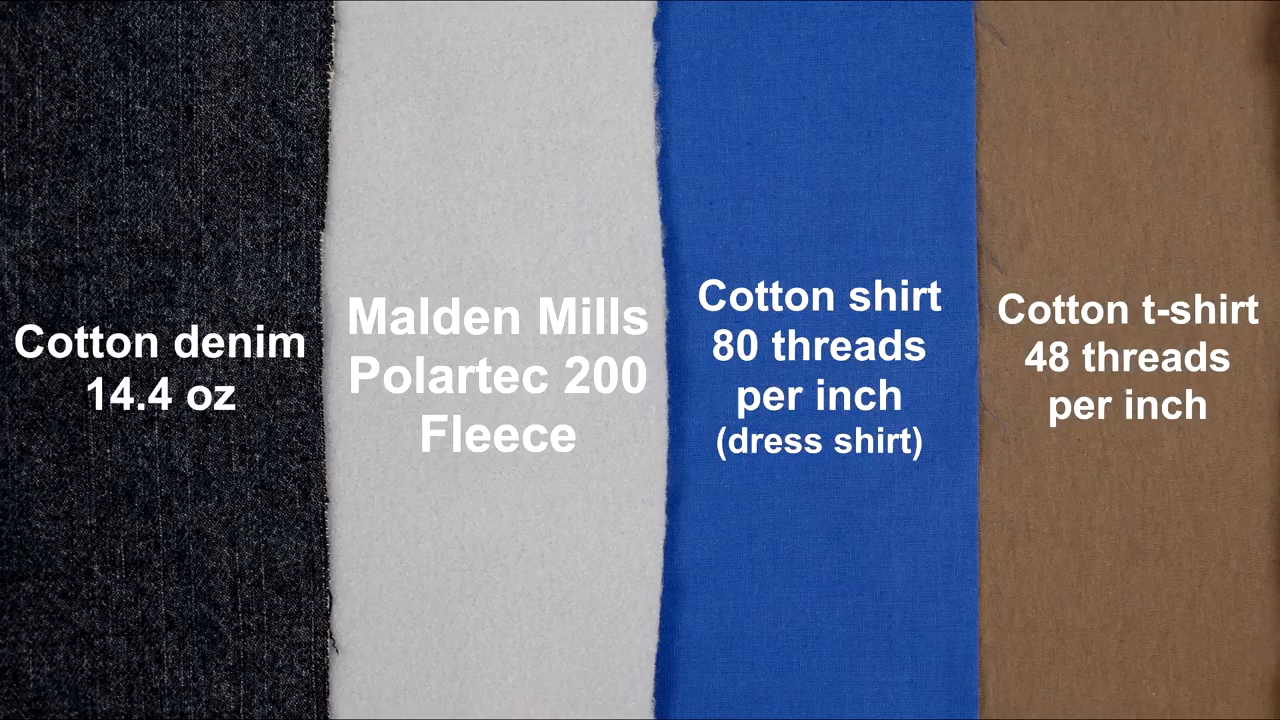 Cotton denim
14.4 oz
Malden Mills
Polartec 200
Fleece
Cotton shirt
80 threads
per inch
(dress shirt)
Cotton t-shirt
48 threads
per inch